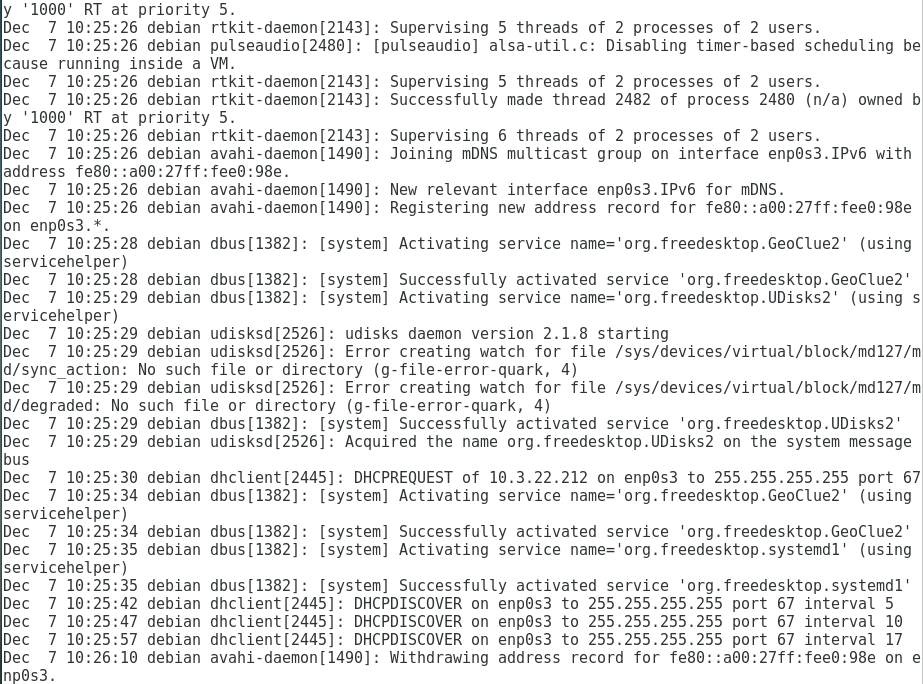 y '1000' RT at priority 5.
Dec  7 10:25:26 debian rtkit-daemon[2143]: Supervising 5 threads of 2 processes of 2 users.
Dec  7 10:25:26 debian pulseaudio[2480]: [pulseaudio] alsa-util.c: Disabling timer-based scheduling be
cause running inside a VM.
Dec  7 10:25:26 debian rtkit-daemon[2143]: Supervising 5 threads of 2 processes of 2 users.
Dec  7 10:25:26 debian rtkit-daemon[2143]: Successfully made thread 2482 of process 2480 (n/a) owned b
y '1000' RT at priority 5.
Dec  7 10:25:26 debian rtkit-daemon[2143]: Supervising 6 threads of 2 processes of 2 users.
Dec  7 10:25:26 debian avahi-daemon[1490]: Joining mDNS multicast group on interface enp0s3.IPv6 with
address fe80::a00:27ff:fee0:98e.
Dec  7 10:25:26 debian avahi-daemon[1490]: New relevant interface enp0s3.IPv6 for mDNS.
Dec  7 10:25:26 debian avahi-daemon[1490]: Registering new address record for fe80::a00:27ff:fee0:98e
on enp0s3.*.
Dec  7 10:25:28 debian dbus[1382]: [system] Activating service name='org.freedesktop.GeoClue2' (using
servicehelper)
Dec  7 10:25:28 debian dbus[1382]: [system] Successfully activated service 'org.freedesktop.GeoClue2'
Dec  7 10:25:29 debian dbus[1382]: [system] Activating service name='org.freedesktop.UDisks2' (using s
ervicehelper)
Dec  7 10:25:29 debian udisksd[2526]: udisks daemon version 2.1.8 starting
Dec  7 10:25:29 debian udisksd[2526]: Error creating watch for file /sys/devices/virtual/block/md127/m
d/sync_action: No such file or directory (g-file-error-quark, 4)
Dec  7 10:25:29 debian udisksd[2526]: Error creating watch for file /sys/devices/virtual/block/md127/m
d/degraded: No such file or directory (g-file-error-quark, 4)
Dec  7 10:25:29 debian dbus[1382]: [system] Successfully activated service 'org.freedesktop.UDisks2'
Dec  7 10:25:29 debian udisksd[2526]: Acquired the name org.freedesktop.UDisks2 on the system message
bus
Dec  7 10:25:30 debian dhclient[2445]: DHCPREQUEST of 10.3.22.212 on enp0s3 to 255.255.255.255 port 67
Dec  7 10:25:34 debian dbus[1382]: [system] Activating service name='org.freedesktop.GeoClue2' (using
servicehelper)
Dec  7 10:25:34 debian dbus[1382]: [system] Successfully activated service 'org.freedesktop.GeoClue2'
Dec  7 10:25:35 debian dbus[1382]: [system] Activating service name='org.freedesktop.systemd1' (using
servicehelper)
Dec  7 10:25:35 debian dbus[1382]: [system] Successfully activated service 'org.freedesktop.systemd1'
Dec  7 10:25:42 debian dhclient[2445]: DHCPDISCOVER on enp0s3 to 255.255.255.255 port 67 interval 5
Dec  7 10:25:47 debian dhclient[2445]: DHCPDISCOVER on enp0s3 to 255.255.255.255 port 67 interval 10
Dec  7 10:25:57 debian dhclient[2445]: DHCPDISCOVER on enp0s3 to 255.255.255.255 port 67 interval 17
Dec  7 10:26:10 debian avahi-daemon[1490]: Withdrawing address record for fe80::a00:27ff:fee0:98e on e
np0s3.